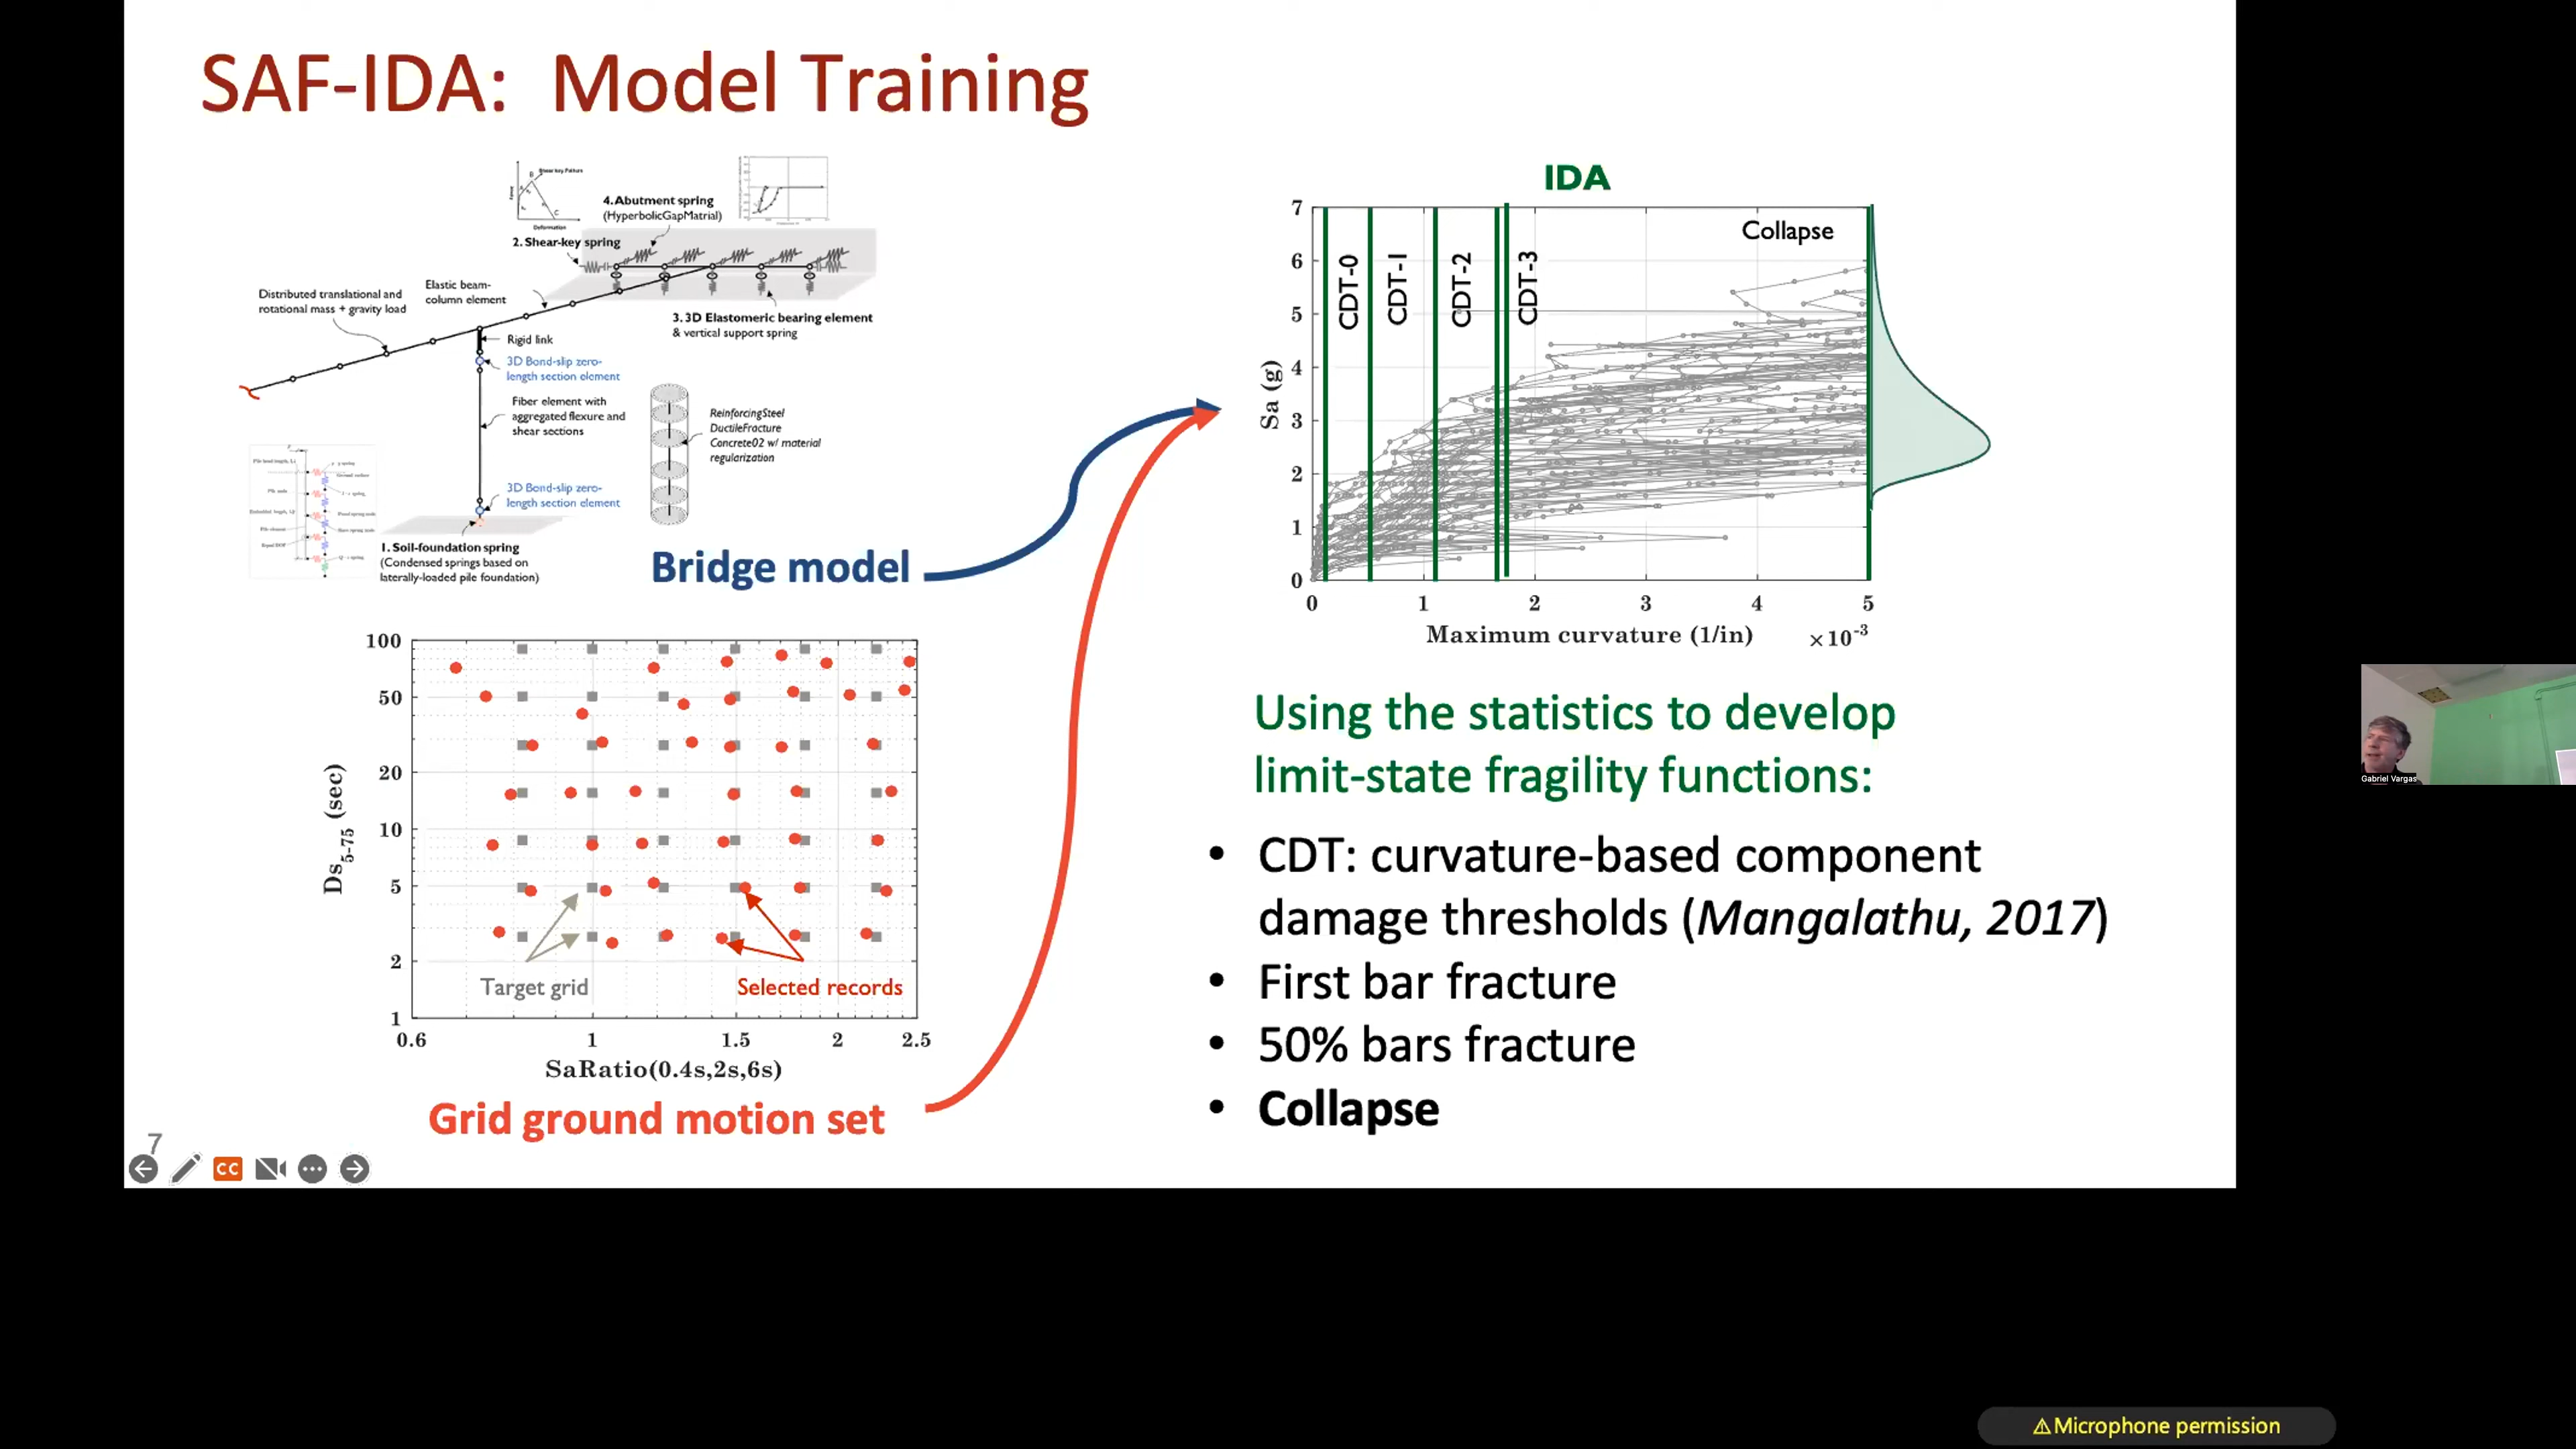 SAF-IDA: Model Training
Shear key Failure
B
C
Deformation
4. Abutment spring
(HyperbolicGapMatrial)
2. Shear-key spring
Elastic beam-
column element
Distributed translational and
rotational mass + gravity load
3. 3D Elastomeric bearing element
& vertical support spring
Rigid link
3D Bond-slip zero-
length section element
Fiber element with
aggregated flexure and
shear sections
ReinforcingSteel
DuctileFracture
Concrete02 w/ material
regularization
3D Bond-slip zero-
length section element
1. Soil-foundation spring
(Condensed springs based on
laterally-loaded pile foundation)
Bridge model
100
50
20
10
5
2
1
Ds5-75 (sec)
Target grid
Selected records
0.6 1 1.5 2 2.5
SaRatio(0.4s,2s,6s)
Grid ground motion set
IDA
7
6
5
4
3
2
1
0
Sa (g)
CDT-0
CDT-1
CDT-2
CDT-3
Collapse
0 1 2 3 4 5
Maximum curvature (1/in) ×10-3
Using the statistics to develop
limit-state fragility functions:
• CDT: curvature-based component
damage thresholds (Mangalathu, 2017)
• First bar fracture
• 50% bars fracture
• Collapse
7
CC
Gabriel Vargas
⚠Microphone permission